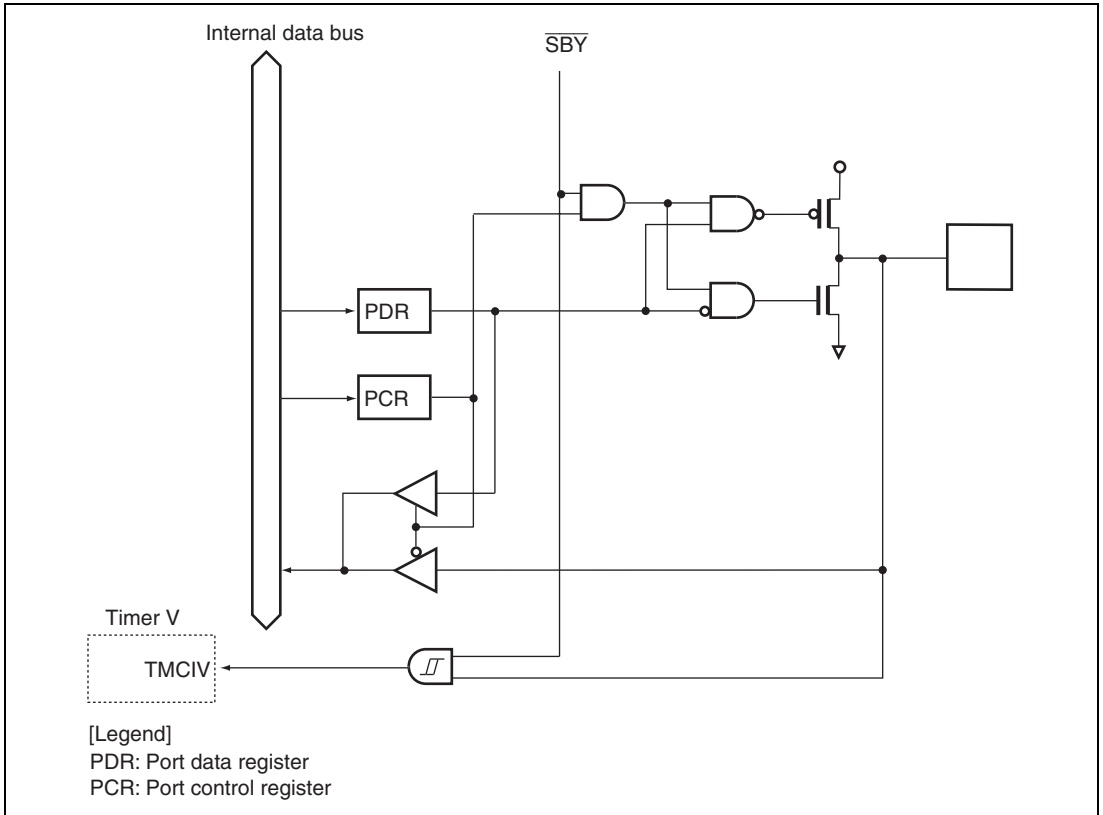 Internal data bus
SBY
PDR
PCR
Timer V
TMCIV
[Legend]
PDR: Port data register
PCR: Port control register